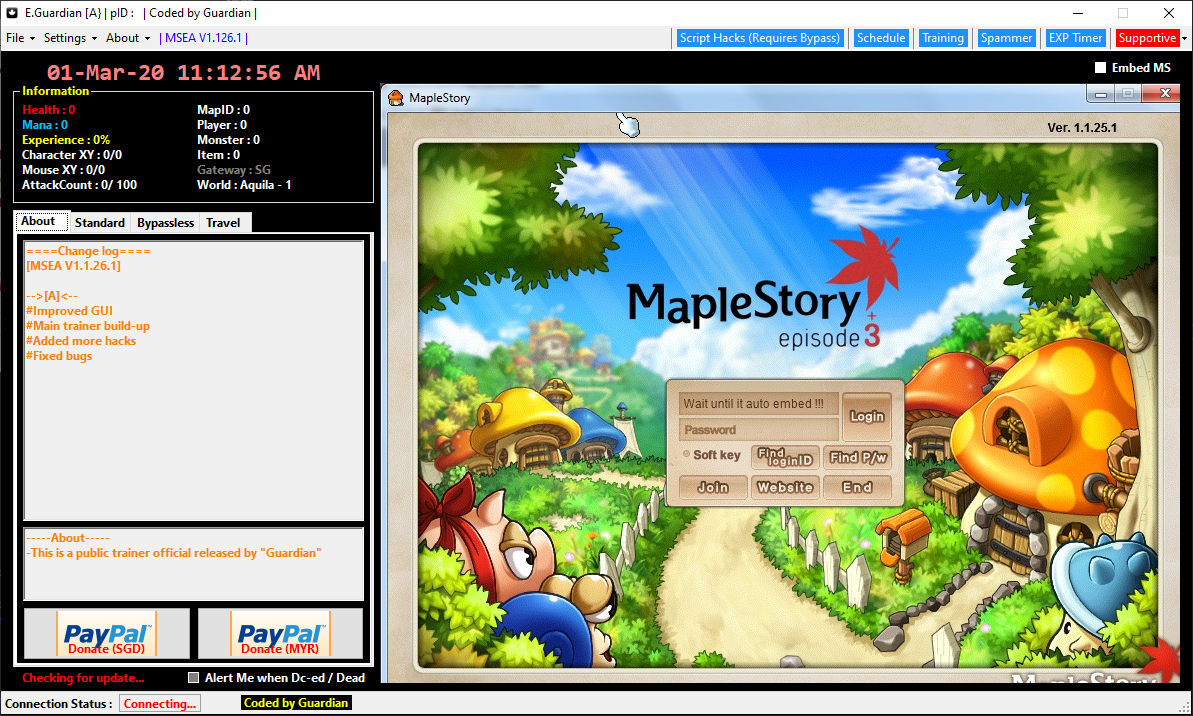 E.Guardian [A] | pID : | Coded by Guardian |
File Settings About | MSEA V1.126.1 | Script Hacks (Requires Bypass) Schedule Training Spammer EXP Timer Supportive
01-Mar-20 11:12:56 AM
Embed MS
Information
Health : 0 MapID : 0
Mana : 0 Player : 0
Experience : 0% Monster : 0
Character XY : 0/0 Item : 0
Mouse XY : 0/0 Gateway : SG
AttackCount : 0/ 100 World : Aquila - 1
About Standard Bypassless Travel
====Change log====
[MSEA V1.1.26.1]
-->[A]<--
#Improved GUI
#Main trainer build-up
#Added more hacks
#Fixed bugs
-----About-----
-This is a public trainer official released by "Guardian"
PayPal™ PayPal™
Donate (SGD) Donate (MYR)
Checking for update... Alert Me when Dc-ed / Dead
Connection Status : Connecting... Coded by Guardian
MapleStory
Ver. 1.1.25.1
MapleStory
episode 3
Wait until it auto embed !!!
Login
Password
Soft key Find loginID Find P/w
Join Website End
MapleStory